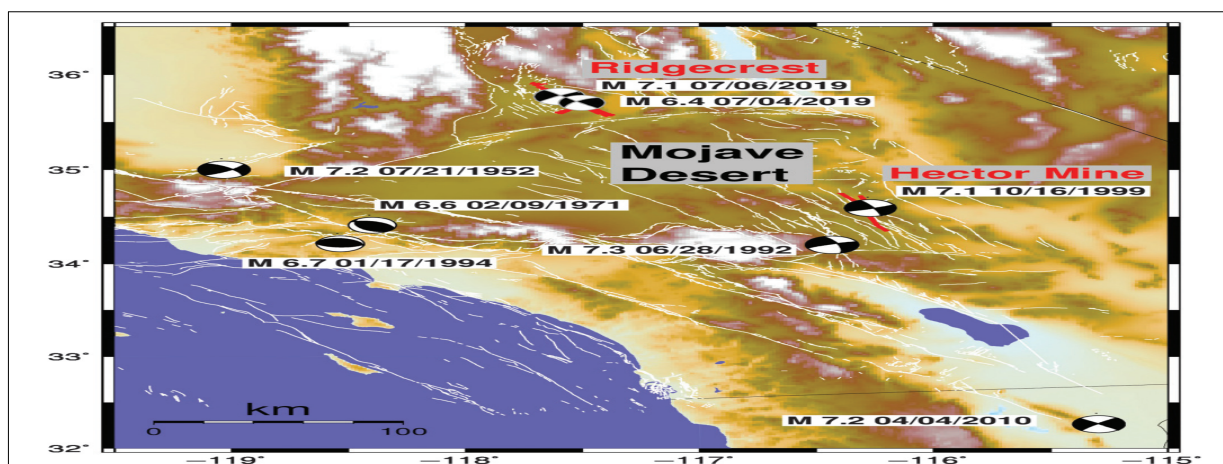 36°
Ridgecrest
M 7.1 07/06/2019
M 6.4 07/04/2019
35°
Mojave
Desert
M 7.2 07/21/1952
Hector Mine
M 7.1 10/16/1999
M 6.6 02/09/1971
M 7.3 06/28/1992
34°
M 6.7 01/17/1994
33°
km
0 100
M 7.2 04/04/2010
32°
−119° −118° −117° −116° −115°